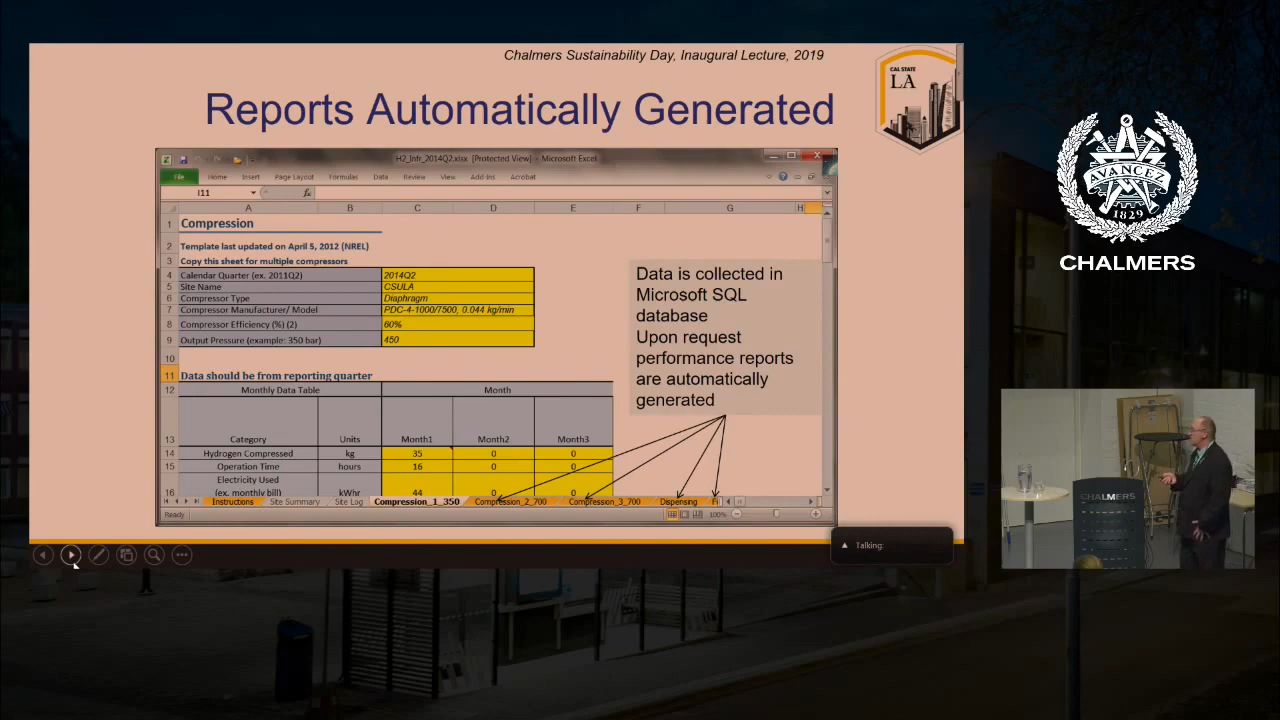 Chalmers Sustainability Day, Inaugural Lecture, 2019
CAL STATE
LA
Reports Automatically Generated
H2_Infr_2014Q2.xlsx [Protected View] - Microsoft Excel
File Home Insert Page Layout Formulas Data Review View Add-Ins Acrobat
I11 fx
A B C D E F G H
1 Compression
2 Template last updated on April 5, 2012 (NREL)
3 Copy this sheet for multiple compressors
4 Calendar Quarter (ex. 2011Q2) 2014Q2
5 Site Name CSULA
6 Compressor Type Diaphragm
7 Compressor Manufacturer/ Model PDC-4-1000/7500, 0.044 kg/min
8 Compressor Efficiency (%) (2) 60%
9 Output Pressure (example: 350 bar) 450
10
11 Data should be from reporting quarter
12 Monthly Data Table Month
13 Category Units Month1 Month2 Month3
14 Hydrogen Compressed kg 35 0 0
15 Operation Time hours 16 0 0
Electricity Used
16 (ex. monthly bill) kWhr 44 0 0
Instructions Site Summary Site Log Compression_1_350 Compression_2_700 Compression_3_700 Dispensing
Ready 100%
Data is collected in
Microsoft SQL
database
Upon request
performance reports
are automatically
generated
Talking:
AVANCEZ
1829
CHALMERS
CHALMERS